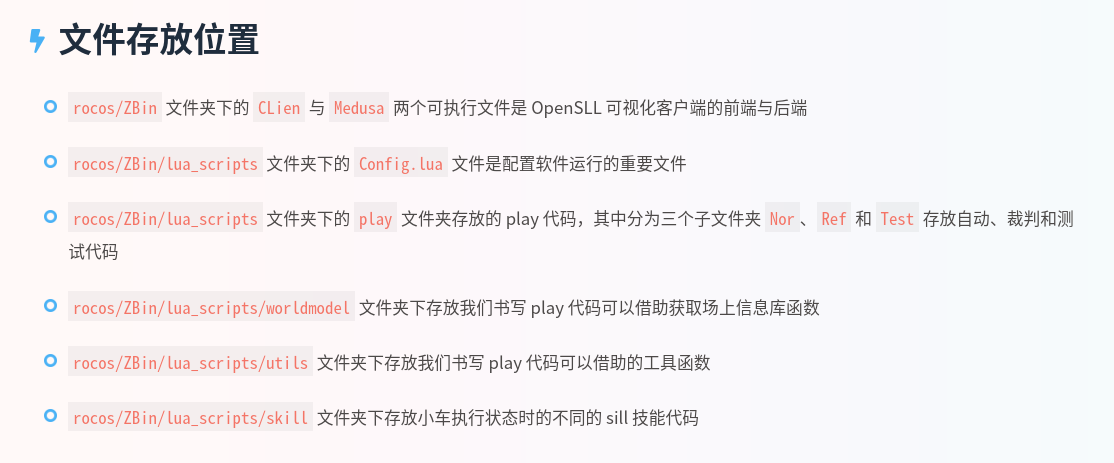 文件存放位置
rocos/ZBin 文件夹下的 CLien 与 Medusa 两个可执行文件是 OpenSLL 可视化客户端的前端与后端
rocos/ZBin/lua_scripts 文件夹下的 Config.lua 文件是配置软件运行的重要文件
rocos/ZBin/lua_scripts 文件夹下的 play 文件夹存放的 play 代码，其中分为三个子文件夹 Nor、Ref 和 Test 存放自动、裁判和测
试代码
rocos/ZBin/lua_scripts/worldmodel 文件夹下存放我们书写 play 代码可以借助获取场上信息库函数
rocos/ZBin/lua_scripts/utils 文件夹下存放我们书写 play 代码可以借助的工具函数
rocos/ZBin/lua_scripts/skill 文件夹下存放小车执行状态时的不同的 sill 技能代码